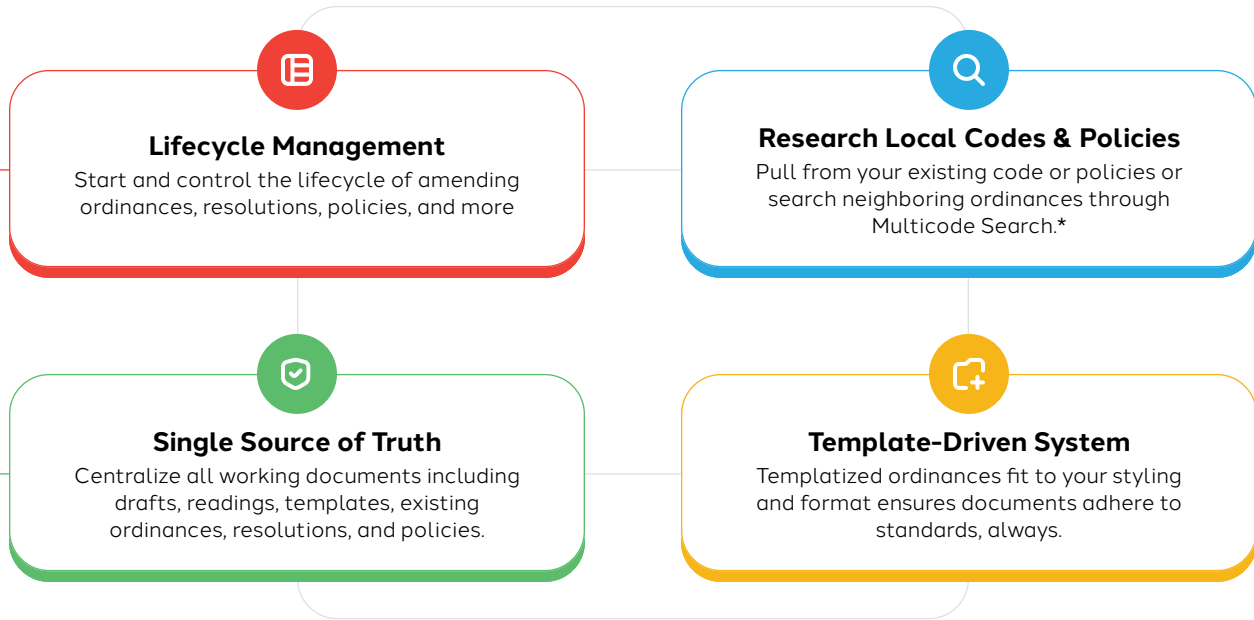 Lifecycle Management
Start and control the lifecycle of amending
ordinances, resolutions, policies, and more
Research Local Codes & Policies
Pull from your existing code or policies or
search neighboring ordinances through
Multicode Search.*
Single Source of Truth
Centralize all working documents including
drafts, readings, templates, existing
ordinances, resolutions, and policies.
Template-Driven System
Templatized ordinances fit to your styling
and format ensures documents adhere to
standards, always.